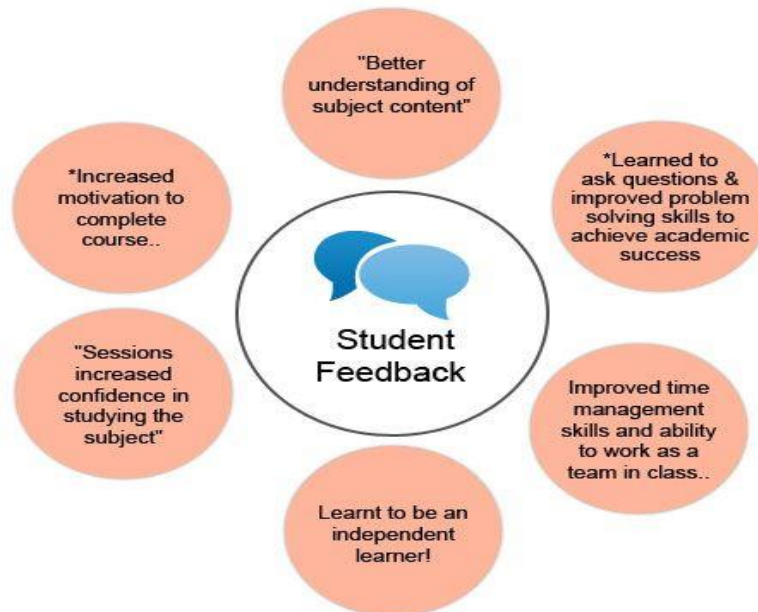 "Better
understanding of
subject content"
*Increased
motivation to
complete
course..
*Learned to
ask questions &
improved problem
solving skills to
achieve academic
success
Student
Feedback
"Sessions
increased
confidence in
studying the
subject"
Improved time
management
skills and ability
to work as a
team in class..
Learnt to be an
independent
learner!